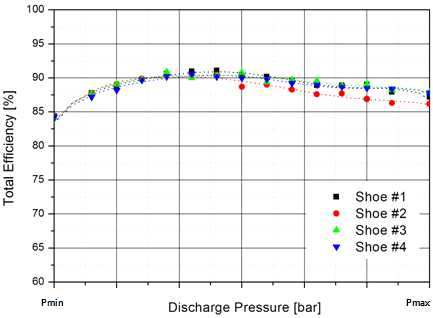 100
95
90
85
80
75
70
65
60
Total Efficiency [%]
Shoe #1
Shoe #2
Shoe #3
Shoe #4
Pmin
Discharge Pressure [bar]
Pmax